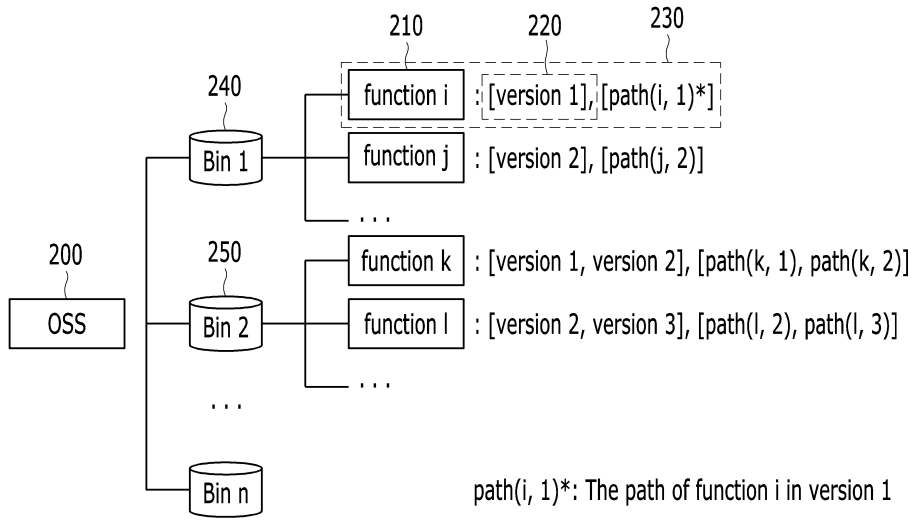 210
220
230
function i : [version 1], [path(i, 1)*]
240
Bin 1
function j : [version 2], [path(j, 2)]
. . .
200
250
function k : [version 1, version 2], [path(k, 1), path(k, 2)]
OSS
Bin 2
function l : [version 2, version 3], [path(l, 2), path(l, 3)]
. . .
. . .
Bin n
path(i, 1)*: The path of function i in version 1